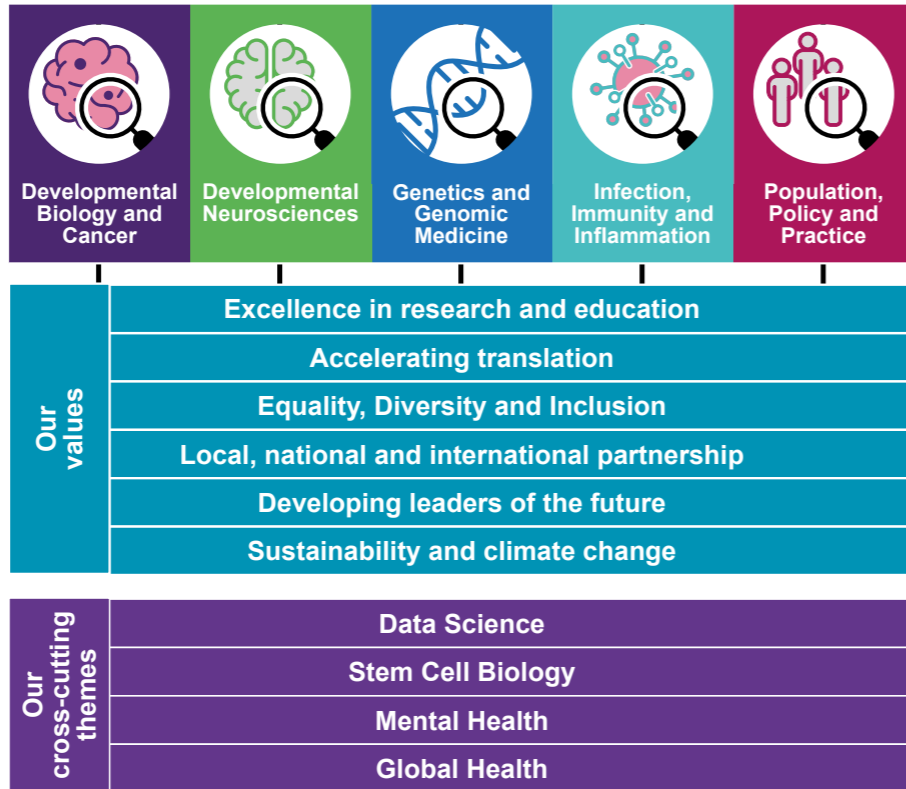 Developmental
Biology and
Cancer
Developmental
Neurosciences
Genetics and
Genomic
Medicine
Infection,
Immunity and
Inflammation
Population,
Policy and
Practice
Our
values
Excellence in research and education
Accelerating translation
Equality, Diversity and Inclusion
Local, national and international partnership
Developing leaders of the future
Sustainability and climate change
Our
cross-cutting
themes
Data Science
Stem Cell Biology
Mental Health
Global Health